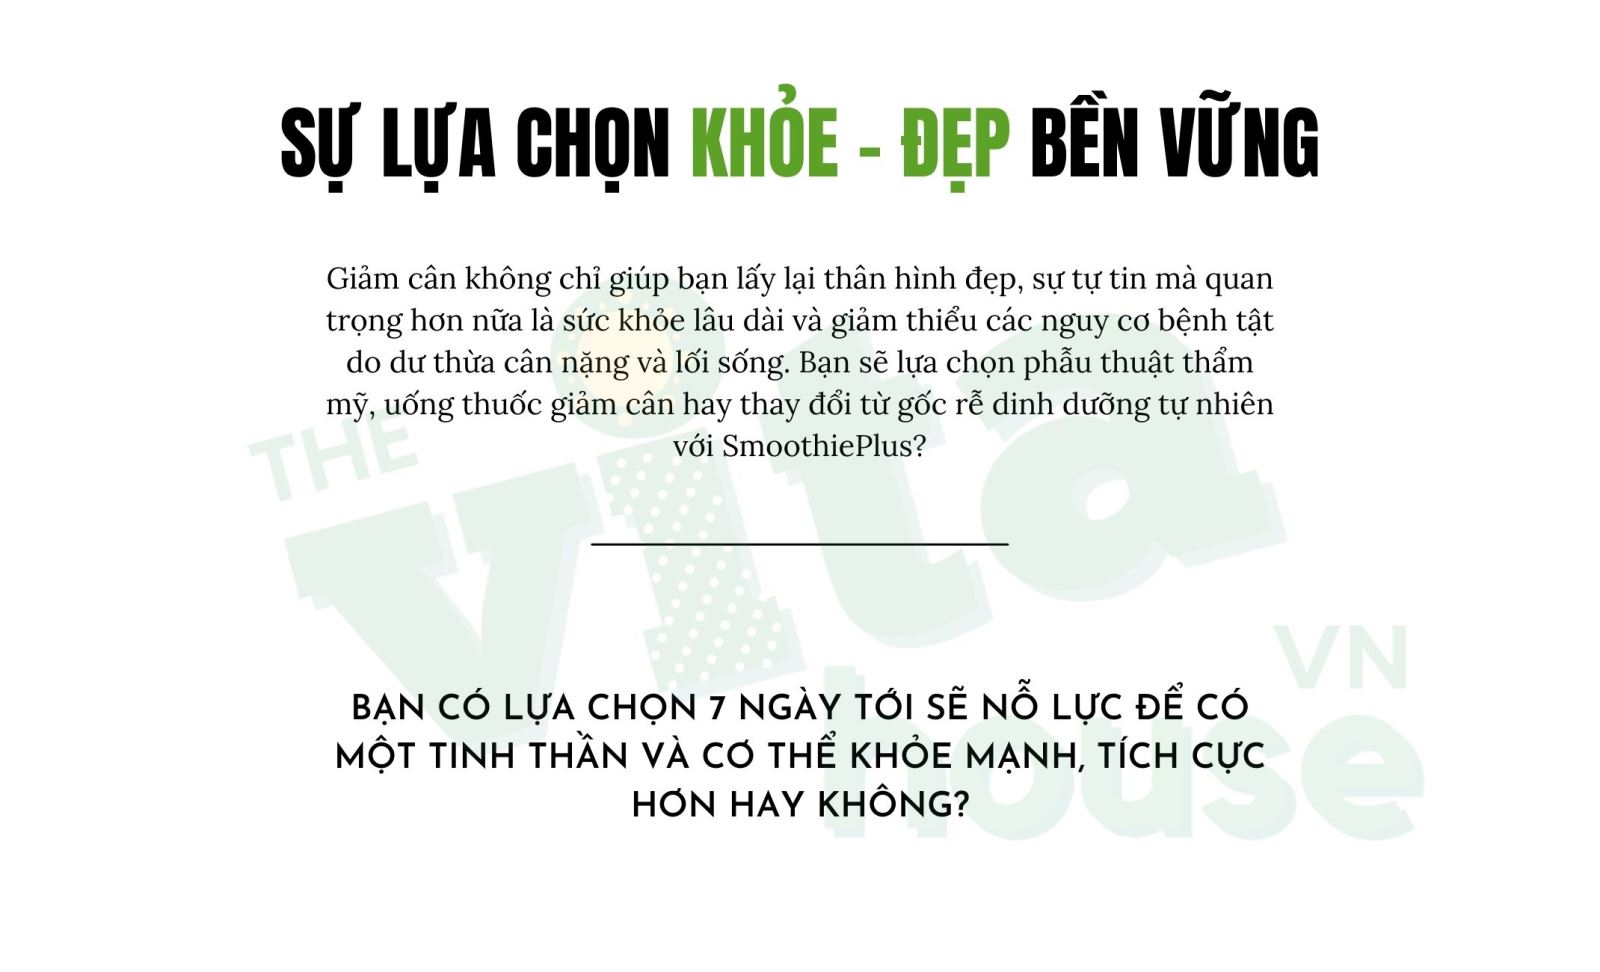 SỰ LỰA CHỌN KHỎE - ĐẸP BỀN VỮNG
Giảm cân không chỉ giúp bạn lấy lại thân hình đẹp, sự tự tin mà quan
trọng hơn nữa là sức khỏe lâu dài và giảm thiểu các nguy cơ bệnh tật
do dư thừa cân nặng và lối sống. Bạn sẽ lựa chọn phẫu thuật thẩm
mỹ, uống thuốc giảm cân hay thay đổi từ gốc rễ dinh dưỡng tự nhiên
với SmoothiePlus?
THE
vita
VN
house
BẠN CÓ LỰA CHỌN 7 NGÀY TỚI SẼ NỖ LỰC ĐỂ CÓ
MỘT TINH THẦN VÀ CƠ THỂ KHỎE MẠNH, TÍCH CỰC
HƠN HAY KHÔNG?